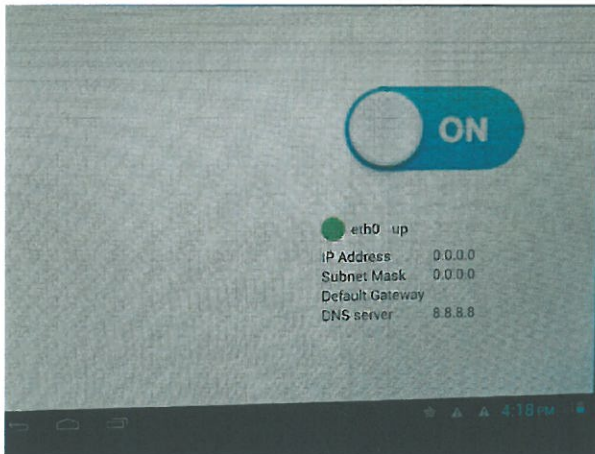 ON
eth0 up
IP Address 0.0.0.0
Subnet Mask 0.0.0.0
Default Gateway
DNS server 8.8.8.8
4:18 PM